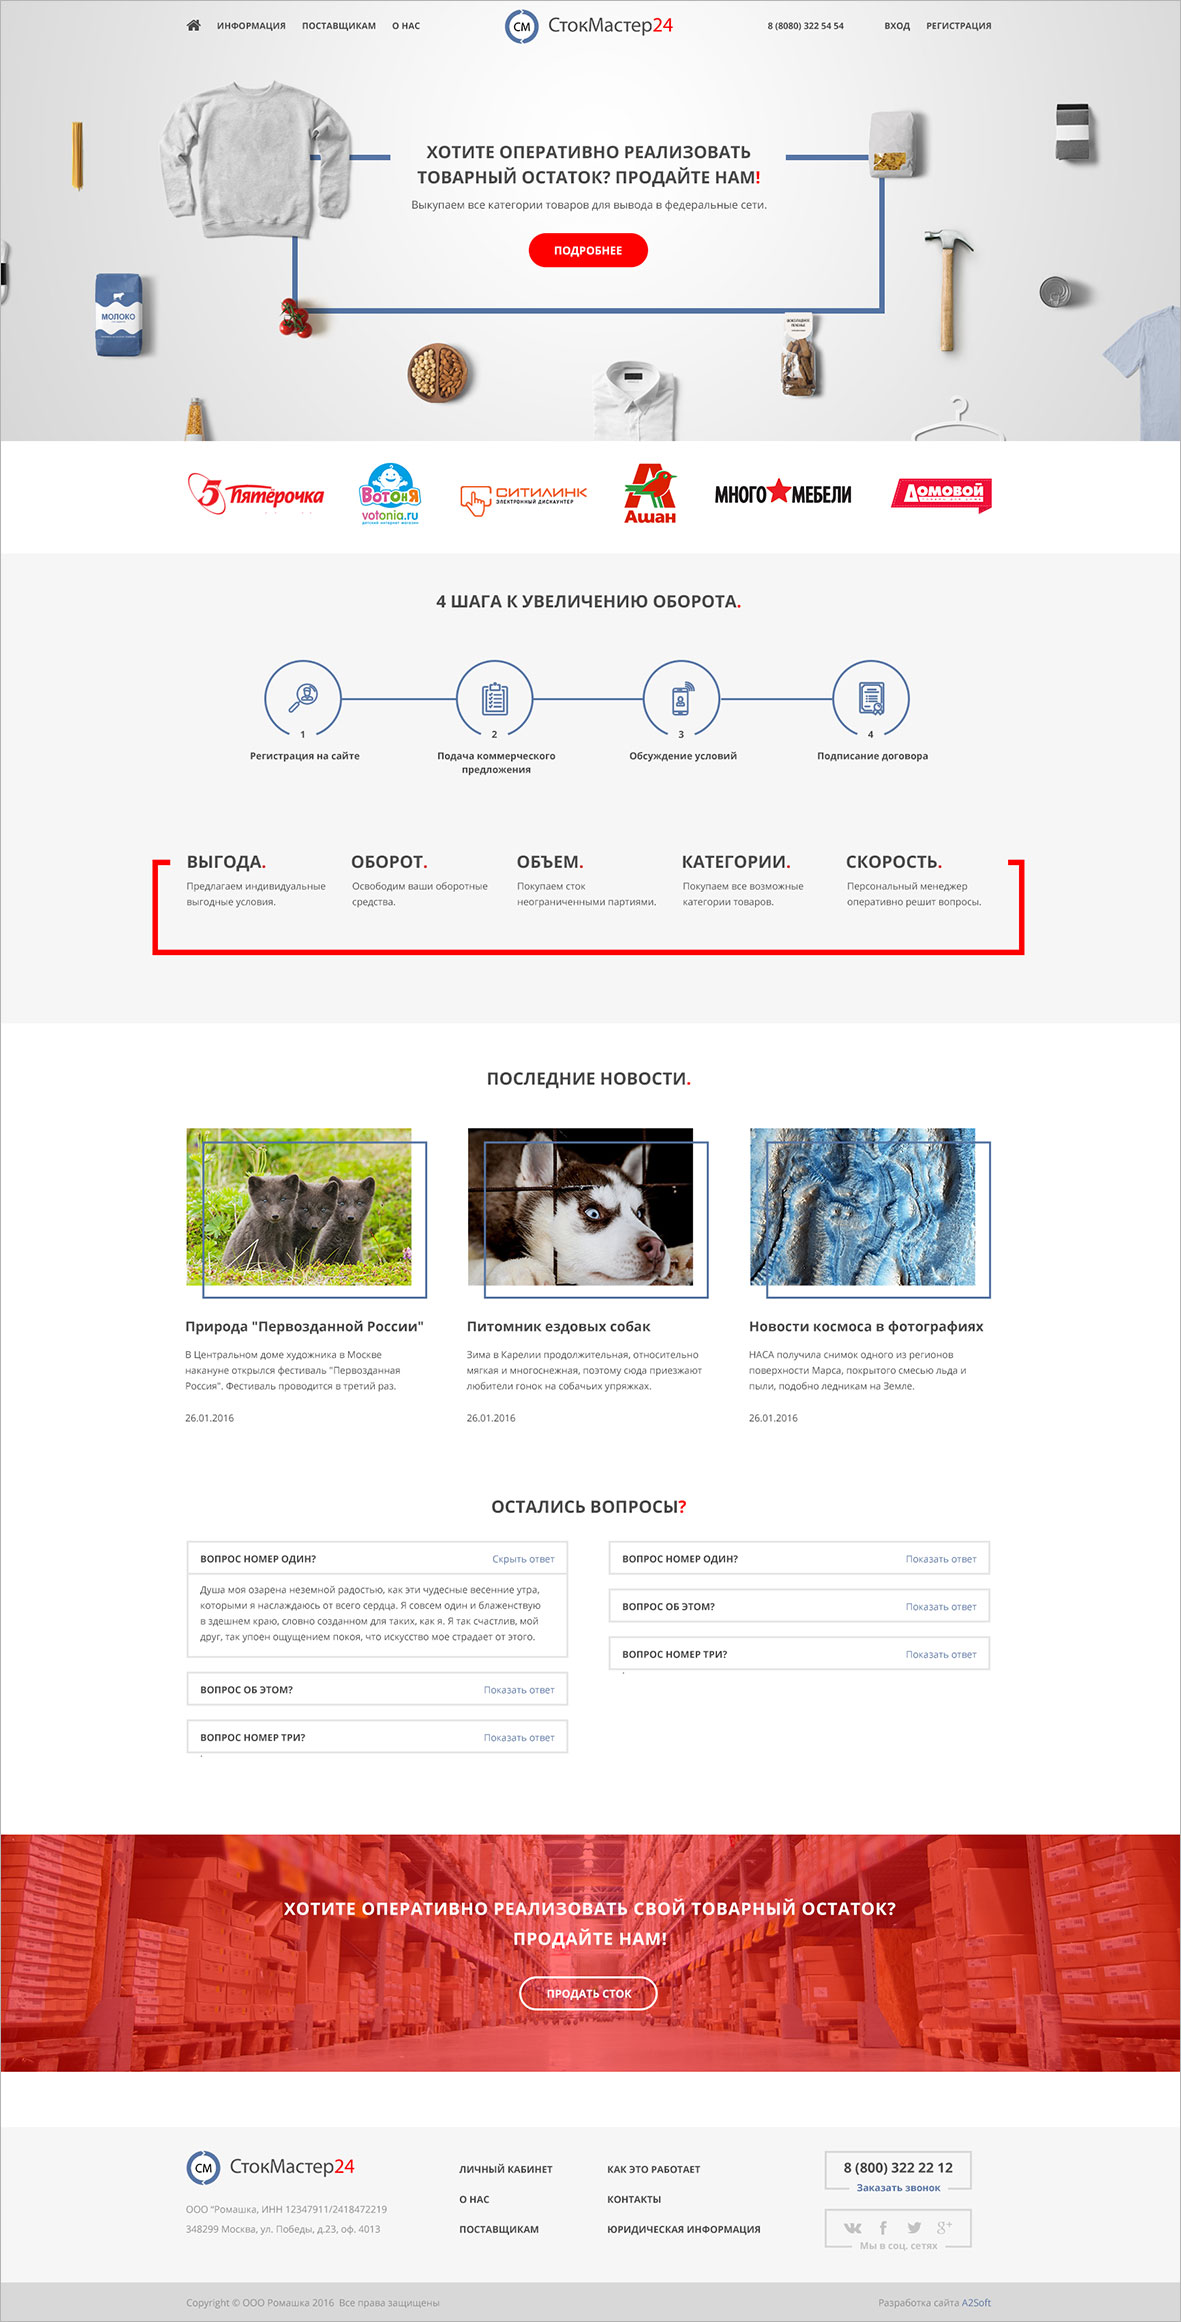 ИНФОРМАЦИЯ ПОСТАВЩИКАМ О НАС
СМ СтокМастер24
8 (8080) 322 54 54 ВХОД РЕГИСТРАЦИЯ
ХОТИТЕ ОПЕРАТИВНО РЕАЛИЗОВАТЬ
ТОВАРНЫЙ ОСТАТОК? ПРОДАЙТЕ НАМ!
Выкупаем все категории товаров для вывода в федеральные сети.
ПОДРОБНЕЕ
МОЛОКО
5 Пятёрочка
ВотОнЯ
votonia.ru
СИТИЛИНК
ЭЛЕКТРОННЫЙ ДИСКАУНТЕР
Ашан
МНОГО МЕБЕЛИ
ДОМОВОЙ
4 ШАГА К УВЕЛИЧЕНИЮ ОБОРОТА.
1
Регистрация на сайте
2
Подача коммерческого
предложения
3
Обсуждение условий
4
Подписание договора
ВЫГОДА.
Предлагаем индивидуальные
выгодные условия.
ОБОРОТ.
Освободим ваши оборотные
средства.
ОБЪЕМ.
Покупаем сток
неограниченными партиями.
КАТЕГОРИИ.
Покупаем все возможные
категории товаров.
СКОРОСТЬ.
Персональный менеджер
оперативно решит вопросы.
ПОСЛЕДНИЕ НОВОСТИ.
Природа "Первозданной России"
В Центральном доме художника в Москве
накануне открылся фестиваль "Первозданная
Россия". Фестиваль проводится в третий раз.
26.01.2016
Питомник ездовых собак
Зима в Карелии продолжительная, относительно
мягкая и многоснежная, поэтому сюда приезжают
любители гонок на собачьих упряжках.
26.01.2016
Новости космоса в фотографиях
НАСА получила снимок одного из регионов
поверхности Марса, покрытого смесью льда и
пыли, подобно ледникам на Земле.
26.01.2016
ОСТАЛИСЬ ВОПРОСЫ?
ВОПРОС НОМЕР ОДИН? Скрыть ответ
Душа моя озарена неземной радостью, как эти чудесные весенние утра,
которыми я наслаждаюсь от всего сердца. Я совсем один и блаженствую
в здешнем краю, словно созданном для таких, как я. Я так счастлив, мой
друг, так упоен ощущением покоя, что искусство мое страдает от этого.
ВОПРОС ОБ ЭТОМ? Показать ответ
ВОПРОС НОМЕР ТРИ? Показать ответ
ВОПРОС НОМЕР ОДИН? Показать ответ
ВОПРОС ОБ ЭТОМ? Показать ответ
ВОПРОС НОМЕР ТРИ? Показать ответ
ХОТИТЕ ОПЕРАТИВНО РЕАЛИЗОВАТЬ СВОЙ ТОВАРНЫЙ ОСТАТОК?
ПРОДАЙТЕ НАМ!
ПРОДАТЬ СТОК
СМ СтокМастер24
ООО "Ромашка, ИНН 12347911/2418472219
348299 Москва, ул. Победы, д.23, оф. 4013
ЛИЧНЫЙ КАБИНЕТ
О НАС
ПОСТАВЩИКАМ
КАК ЭТО РАБОТАЕТ
КОНТАКТЫ
ЮРИДИЧЕСКАЯ ИНФОРМАЦИЯ
8 (800) 322 22 12
Заказать звонок
Мы в соц. сетях
Copyright © ООО Ромашка 2016 Все права защищены
Разработка сайта A2Soft